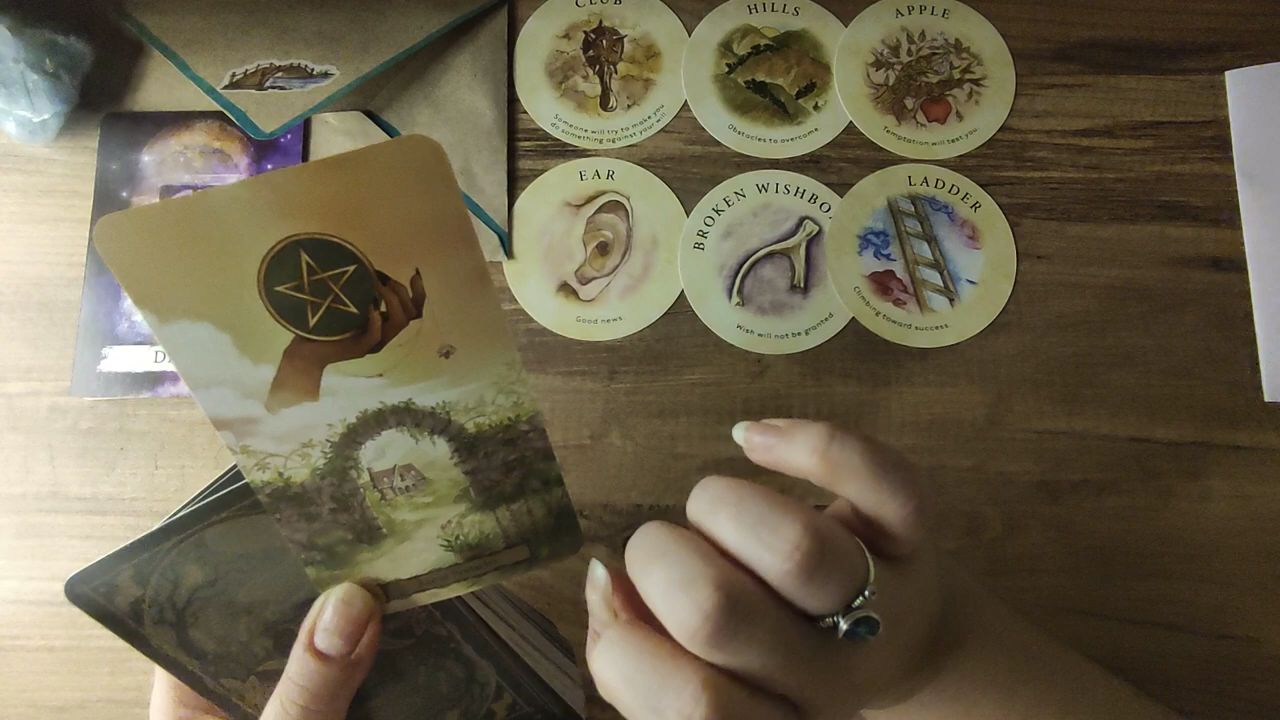 CLUB
Someone will try to make you
do something against your will
HILLS
Obstacles to overcome.
APPLE
Temptation will test you.
EAR
Good news.
BROKEN WISHBO
Wish will not be granted.
LADDER
Climbing toward success.
D